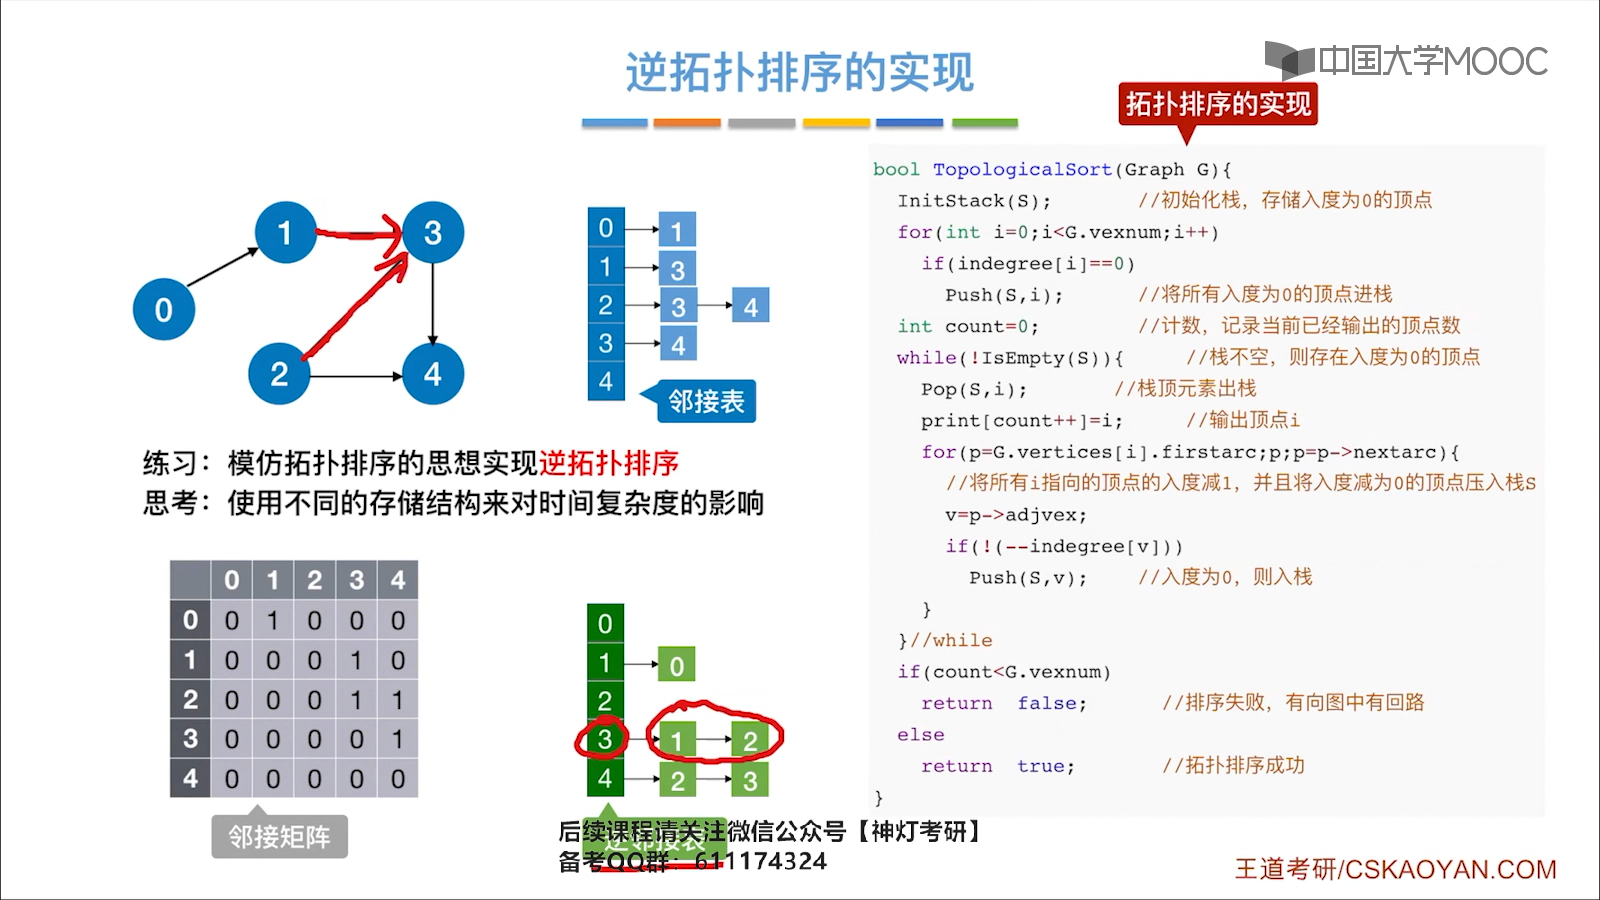 逆拓扑排序的实现
中国大学MOOC
拓扑排序的实现
bool TopologicalSort(Graph G){
InitStack(S); //初始化栈，存储入度为0的顶点
for(int i=0;i<G.vexnum;i++)
if(indegree[i]==0)
Push(S,i); //将所有入度为0的顶点进栈
int count=0; //计数，记录当前已经输出的顶点数
while(!IsEmpty(S)){ //栈不空，则存在入度为0的顶点
Pop(S,i); //栈顶元素出栈
print[count++]=i; //输出顶点i
for(p=G.vertices[i].firstarc;p;p=p->nextarc){
//将所有i指向的顶点的入度减1，并且将入度减为0的顶点压入栈S
v=p->adjvex;
if(!(--indegree[v]))
Push(S,v); //入度为0，则入栈
}
}//while
if(count<G.vexnum)
return false; //排序失败，有向图中有回路
else
return true; //拓扑排序成功
}
1 3
0
2 4
0 1
1 3
2 3 4
3 4
4
邻接表
练习：模仿拓扑排序的思想实现逆拓扑排序
思考：使用不同的存储结构来对时间复杂度的影响
0 1 2 3 4
0 0 1 0 0 0
1 0 0 0 1 0
2 0 0 0 1 1
3 0 0 0 0 1
4 0 0 0 0 0
邻接矩阵
0
1 0
2
3 1 2
4 2 3
逆邻接表
后续课程请关注微信公众号【神灯考研】
备考QQ群：611174324
王道考研/CSKAOYAN.COM